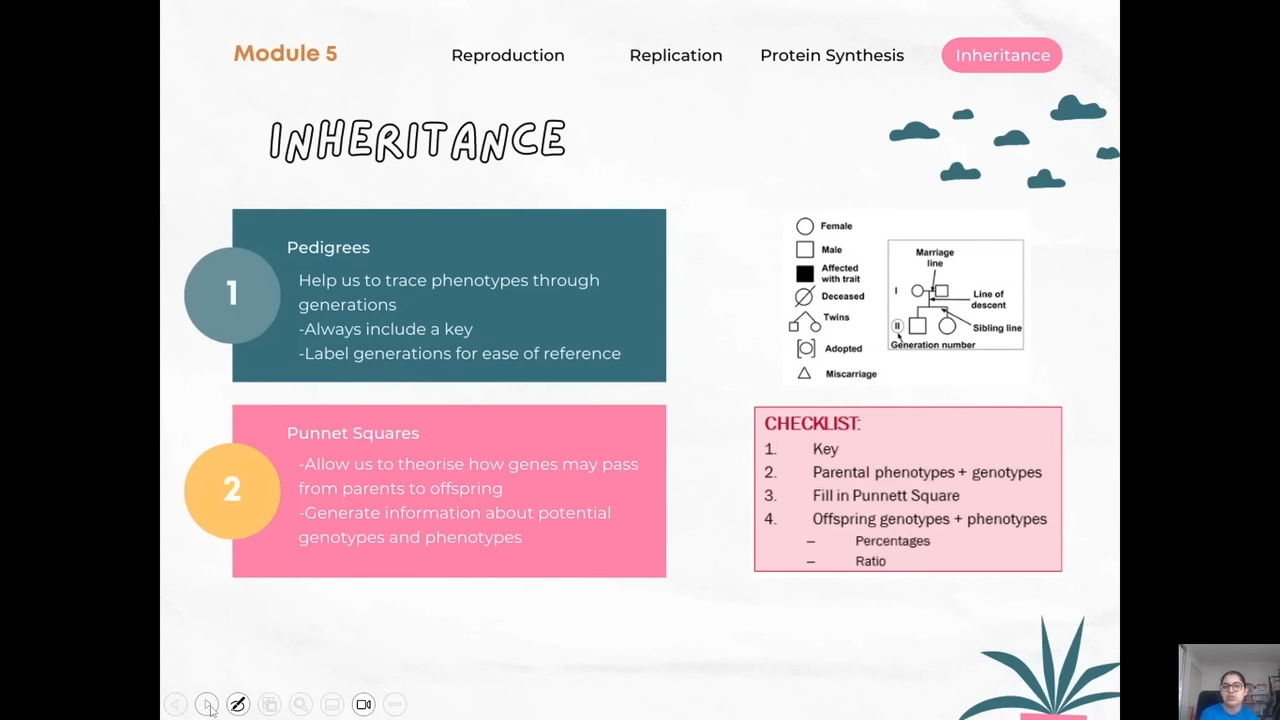 Module 5
Reproduction
Replication
Protein Synthesis
Inheritance
INHERITANCE
1
Pedigrees
Help us to trace phenotypes through
generations
-Always include a key
-Label generations for ease of reference
Female
Male
Affected
with trait
Deceased
Twins
Adopted
Miscarriage
Marriage
line
I
Line of
descent
II
Sibling line
Generation number
2
Punnet Squares
-Allow us to theorise how genes may pass
from parents to offspring
-Generate information about potential
genotypes and phenotypes
CHECKLIST:
1. Key
2. Parental phenotypes + genotypes
3. Fill in Punnett Square
4. Offspring genotypes + phenotypes
– Percentages
– Ratio